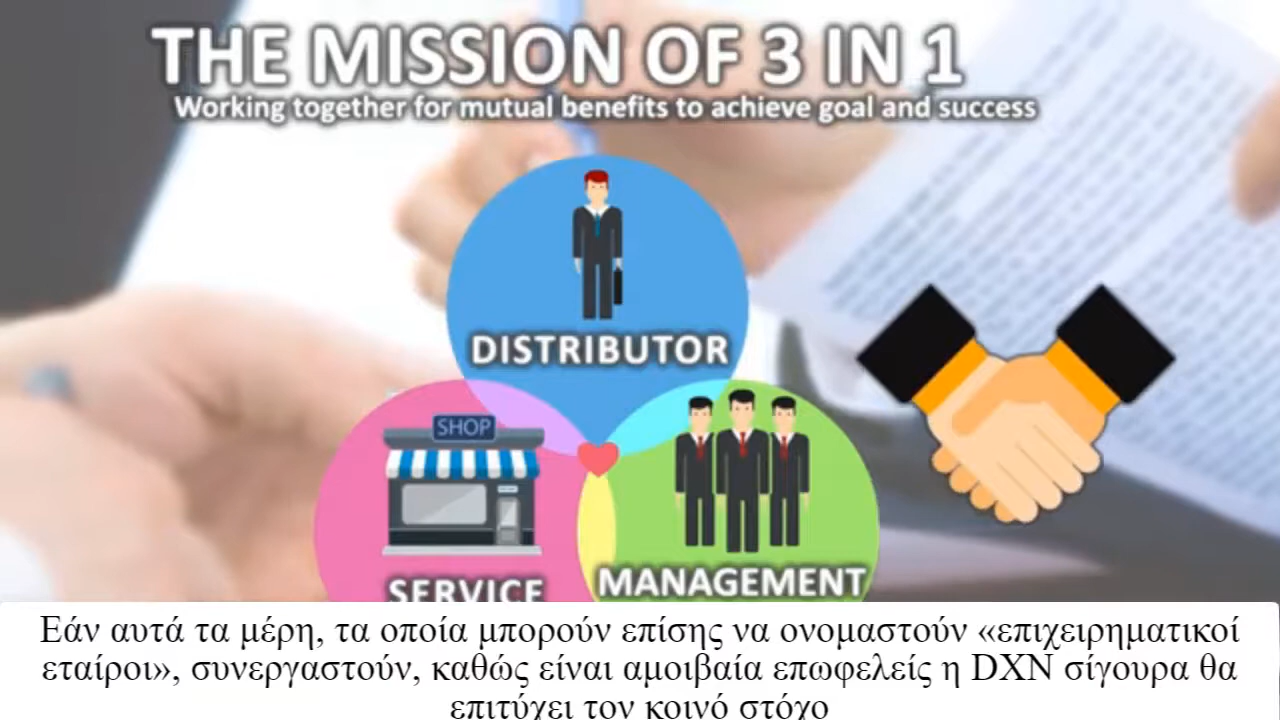 THE MISSION OF 3 IN 1
Working together for mutual benefits to achieve goal and success
DISTRIBUTOR
SHOP
SERVICE
MANAGEMENT
Εάν αυτά τα μέρη, τα οποία μπορούν επίσης να ονομαστούν «επιχειρηματικοί
εταίροι», συνεργαστούν, καθώς είναι αμοιβαία επωφελείς η DXN σίγουρα θα
επιτύχει τον κοινό στόχο